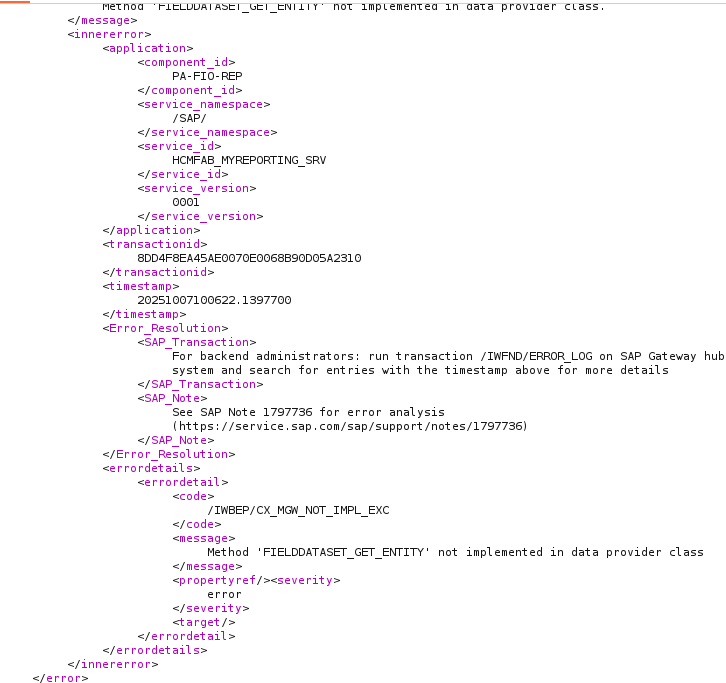 Method 'FIELDDATASET_GET_ENTITY' not implemented in data provider class.
</message>
<innererror>
<application>
<component_id>
PA-FIO-REP
</component_id>
<service_namespace>
/SAP/
</service_namespace>
<service_id>
HCMFAB_MYREPORTING_SRV
</service_id>
<service_version>
0001
</service_version>
</application>
<transactionid>
8DD4F8EA45AE0070E0068B90D05A2310
</transactionid>
<timestamp>
20251007100622.1397700
</timestamp>
<Error_Resolution>
<SAP_Transaction>
For backend administrators: run transaction /IWFND/ERROR_LOG on SAP Gateway hub
system and search for entries with the timestamp above for more details
</SAP_Transaction>
<SAP_Note>
See SAP Note 1797736 for error analysis
(https://service.sap.com/sap/support/notes/1797736)
</SAP_Note>
</Error_Resolution>
<errordetails>
<errordetail>
<code>
/IWBEP/CX_MGW_NOT_IMPL_EXC
</code>
<message>
Method 'FIELDDATASET_GET_ENTITY' not implemented in data provider class
</message>
<propertyref/><severity>
error
</severity>
<target/>
</errordetail>
</errordetails>
</innererror>
</error>